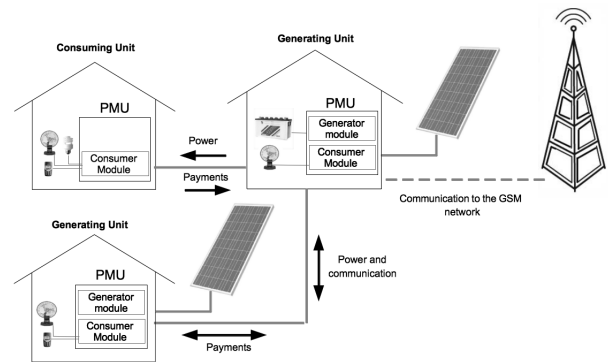 Consuming Unit
Generating Unit
PMU
Consumer
Module
Power
Payments
PMU
Generator
module
Consumer
Module
Communication to the GSM
network
Generating Unit
PMU
Generator
module
Consumer
Module
Power and
communication
Payments